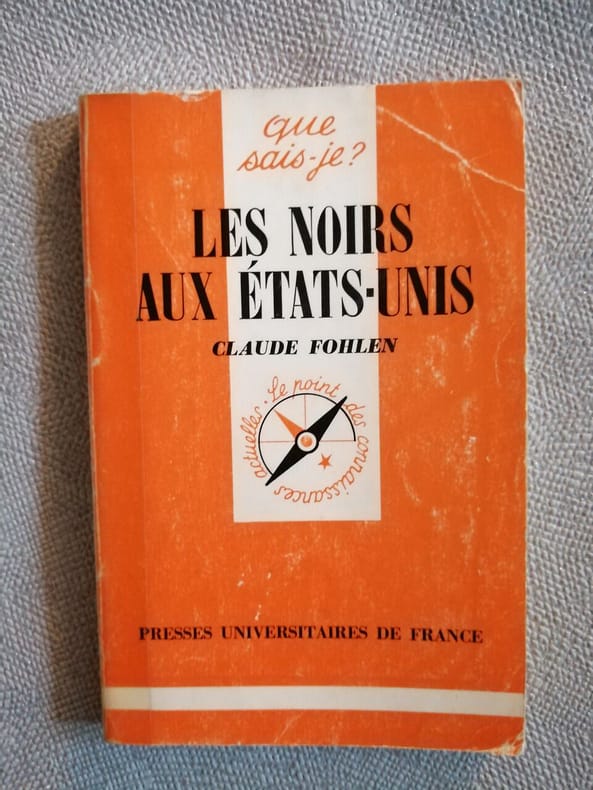 que
sais-je?
LES NOIRS
AUX ÉTATS-UNIS
CLAUDE FOHLEN
Le point des connaissances actuelles.
PRESSES UNIVERSITAIRES DE FRANCE